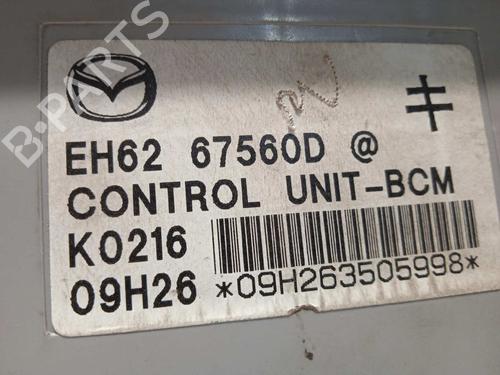 B-PARTS
EH62 67560D @
CONTROL UNIT-BCM
K0216
09H26 *09H263505998*